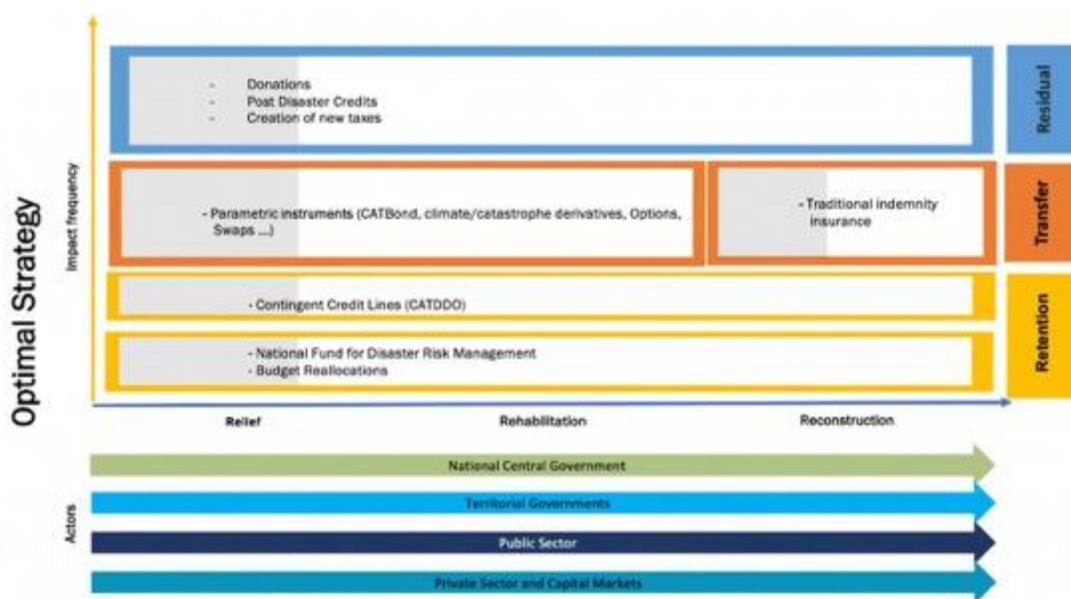 Optimal Strategy
Impact frequency
- Donations
- Post Disaster Credits
- Creation of new taxes
Residual
- Parametric instruments (CATBond, climate/catastrophe derivatives, Options,
Swaps ...)
- Traditional indemnity
insurance
Transfer
- Contingent Credit Lines (CATDDO)
- National Fund for Disaster Risk Management
- Budget Reallocations
Retention
Relief Rehabilitation Reconstruction
Actors
National Central Government
Territorial Governments
Public Sector
Private Sector and Capital Markets